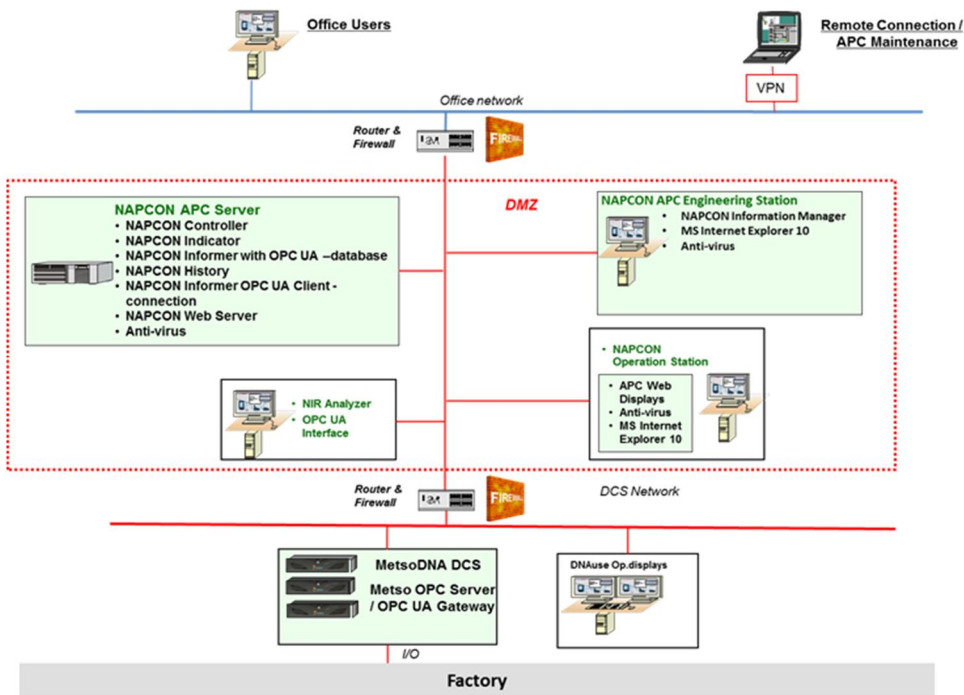 Office Users
Remote Connection /
APC Maintenance
VPN
Office network
Router &
Firewall
FIREWALL
DMZ
NAPCON APC Server
• NAPCON Controller
• NAPCON Indicator
• NAPCON Informer with OPC UA –database
• NAPCON History
• NAPCON Informer OPC UA Client -
connection
• NAPCON Web Server
• Anti-virus
NAPCON APC Engineering Station
• NAPCON Information Manager
• MS Internet Explorer 10
• Anti-virus
• NAPCON
Operation Station
• APC Web
Displays
• Anti-virus
• MS Internet
Explorer 10
• NIR Analyzer
• OPC UA
Interface
Router &
Firewall
FIREWALL
DCS Network
MetsoDNA DCS
Metso OPC Server
/ OPC UA Gateway
DNAuse Op.displays
I/O
Factory